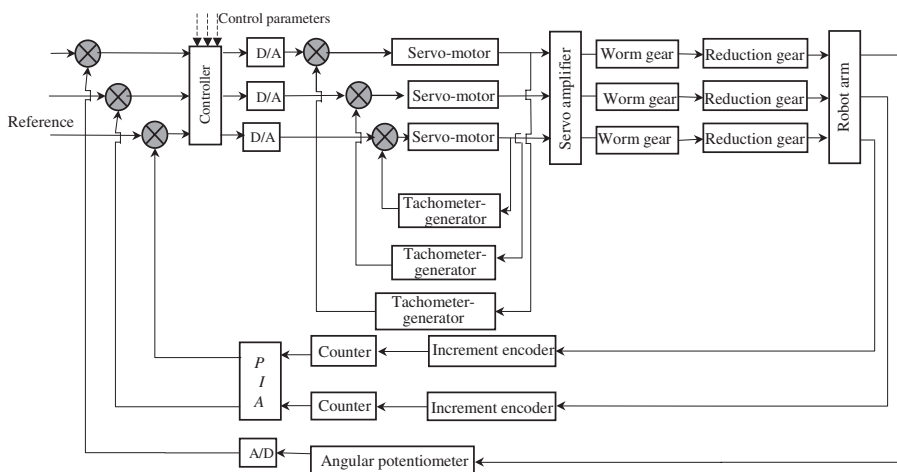 Control parameters
D/A
Servo-motor
Worm gear
Reduction gear
Controller
D/A
Servo-motor
Servo amplifier
Worm gear
Reduction gear
Robot arm
Reference
D/A
Servo-motor
Worm gear
Reduction gear
Tachometer-
generator
Tachometer-
generator
Tachometer-
generator
P
I
A
Counter
Increment encoder
Counter
Increment encoder
A/D
Angular potentiometer